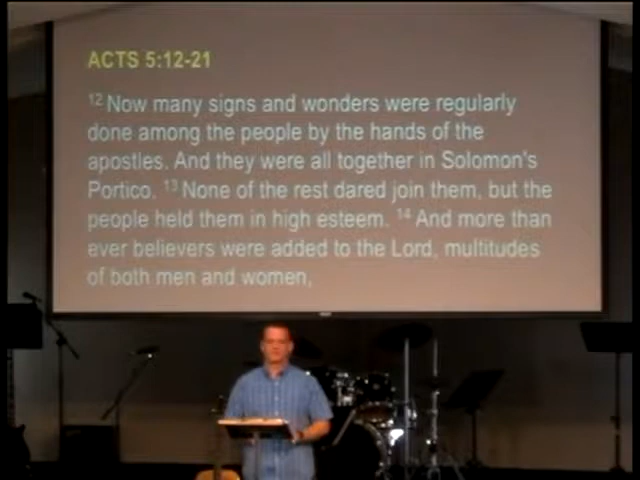 ACTS 5:12-21
12 Now many signs and wonders were regularly
done among the people by the hands of the
apostles. And they were all together in Solomon's
Portico. 13 None of the rest dared join them, but the
people held them in high esteem. 14 And more than
ever believers were added to the Lord, multitudes
of both men and women,